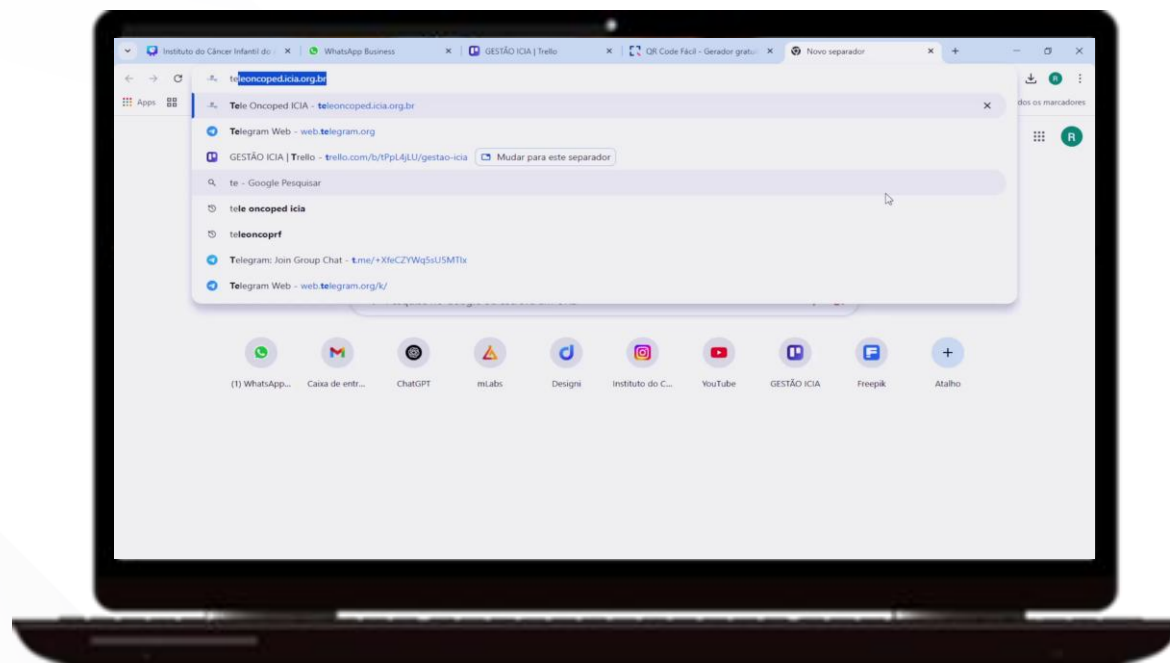 Instituto do Câncer Infantil do
WhatsApp Business
GESTÃO ICIA | Trello
QR Code Fácil - Gerador gratui
Novo separador
teleoncoped.icia.org.br
Apps
dos os marcadores
Tele Oncoped ICIA - teleoncoped.icia.org.br
Telegram Web - web.telegram.org
GESTÃO ICIA | Trello - trello.com/b/tPpL4jLU/gestao-icia Mudar para este separador
R
te - Google Pesquisar
tele oncoped icia
teleoncoprf
Telegram: Join Group Chat - t.me/+XfeCZYWq5sU5MTlx
Telegram Web - web.telegram.org/k/
(1) WhatsApp...
Caixa de entr...
ChatGPT
mLabs
Designi
Instituto do C...
YouTube
GESTÃO ICIA
Freepik
Atalho